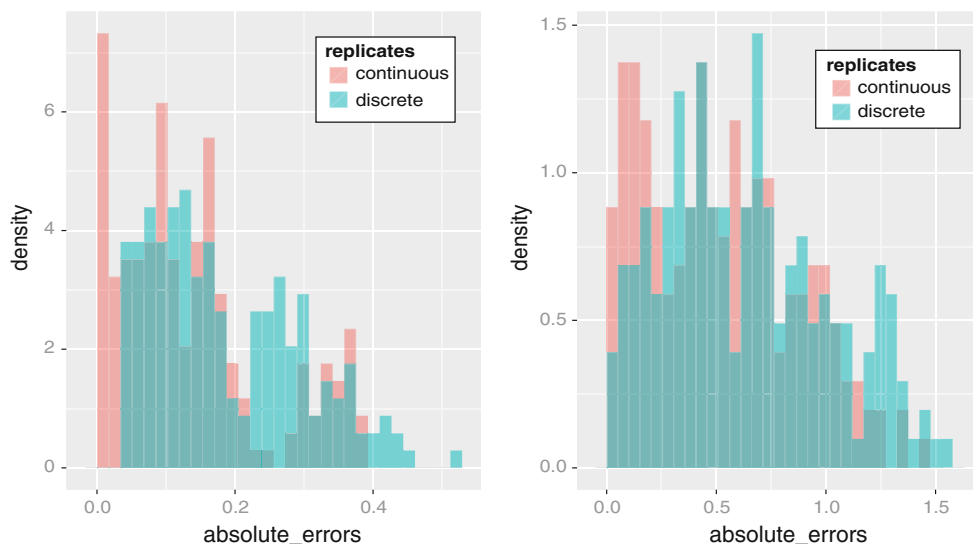 replicates
continuous
discrete
density
6
4
2
0
0.0 0.2 0.4
absolute_errors
replicates
continuous
discrete
density
1.5
1.0
0.5
0.0
0.0 0.5 1.0 1.5
absolute_errors